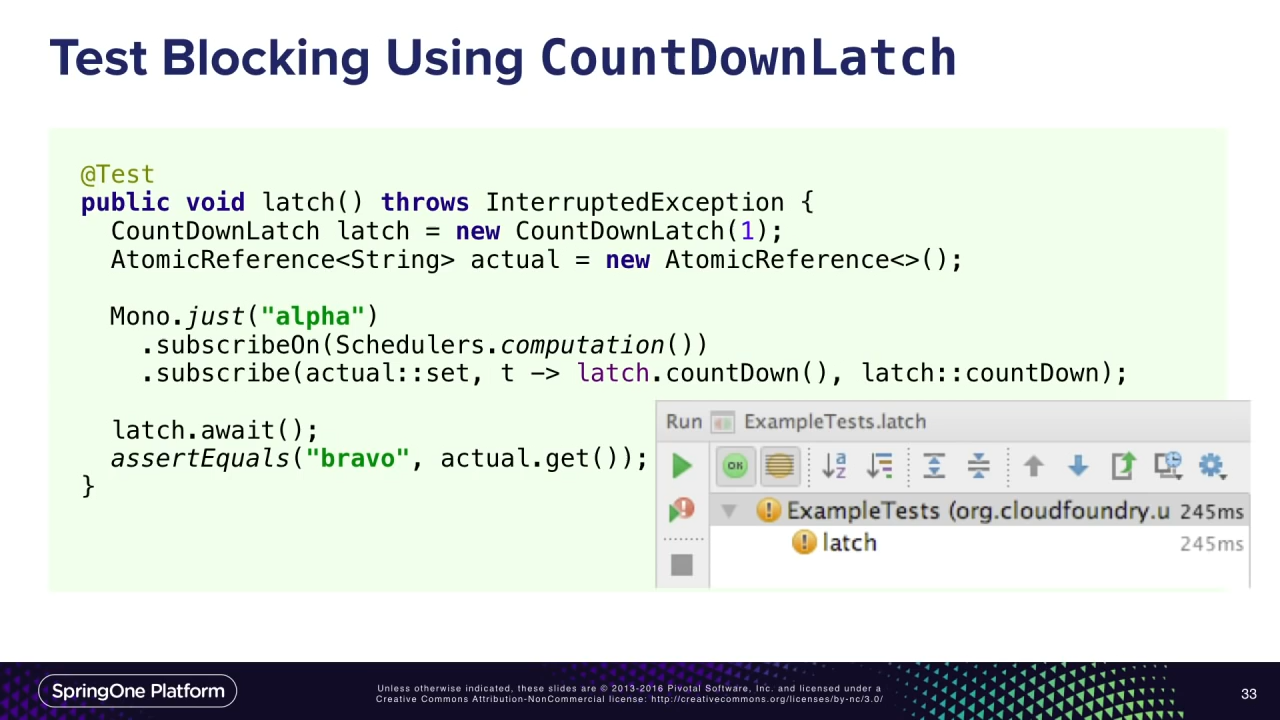 Test Blocking Using CountDownLatch
@Test
public void latch() throws InterruptedException {
CountDownLatch latch = new CountDownLatch(1);
AtomicReference<String> actual = new AtomicReference<>();
Mono.just("alpha")
.subscribeOn(Schedulers.computation())
.subscribe(actual::set, t -> latch.countDown(), latch::countDown);
latch.await();
assertEquals("bravo", actual.get());
}
Run ExampleTests.latch
OK
a
z
ExampleTests (org.cloudfoundry.u 245ms
latch 245ms
SpringOne Platform
Unless otherwise indicated, these slides are © 2013-2016 Pivotal Software, Inc. and licensed under a
Creative Commons Attribution-NonCommercial license: http://creativecommons.org/licenses/by-nc/3.0/
33